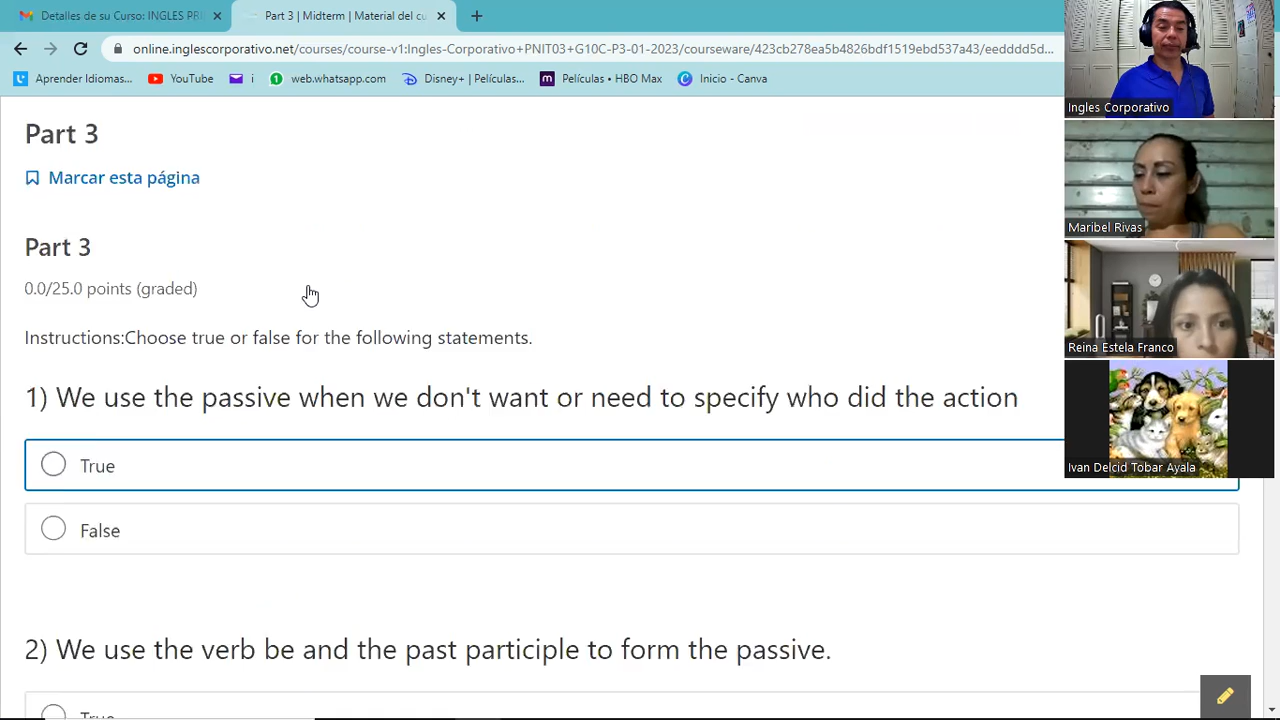 Detalles de su Curso: INGLES PRI
Part 3 | Midterm | Material del cu
online.inglescorporativo.net/courses/course-v1:Ingles-Corporativo+PNIT03+G10C-P3-01-2023/courseware/423cb278ea5b4826bdf1519ebd537a43/eedddd5d...
Aprender Idiomas...
YouTube
i
web.whatsapp.com
Disney+ | Películas...
Películas • HBO Max
Inicio - Canva
Part 3
Marcar esta página
Part 3
0.0/25.0 points (graded)
Instructions:Choose true or false for the following statements.
1) We use the passive when we don't want or need to specify who did the action
True
False
2) We use the verb be and the past participle to form the passive.
True
Ingles Corporativo
Maribel Rivas
Reina Estela Franco
Ivan Delcid Tobar Ayala